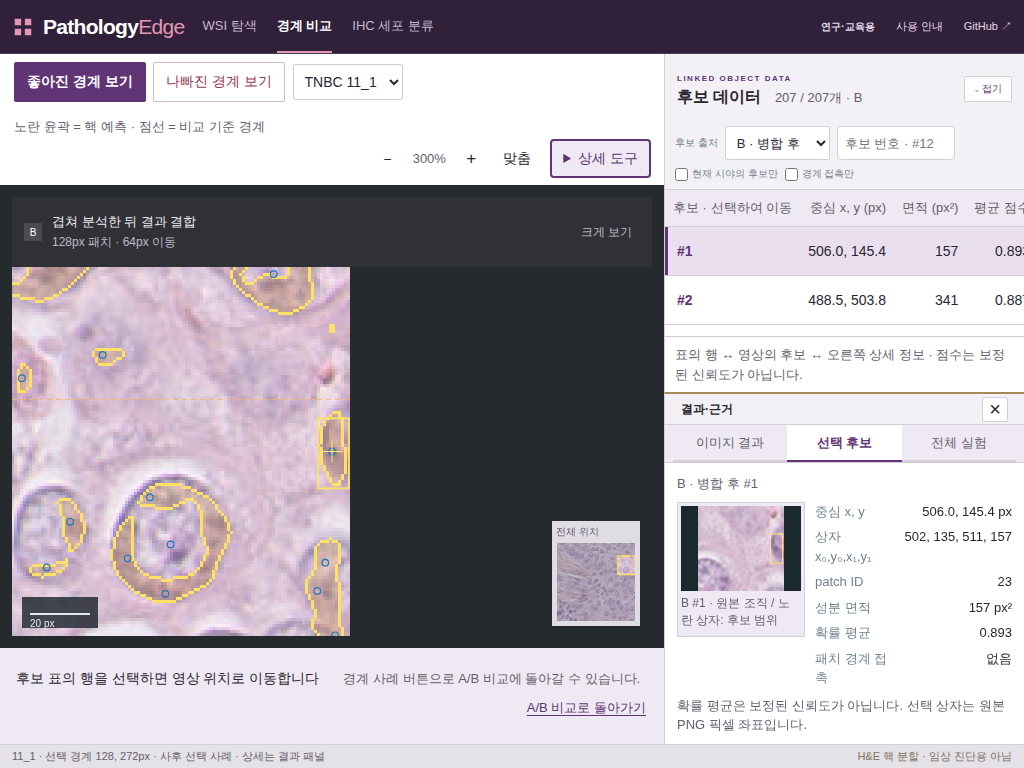 PathologyEdge WSI 탐색 경계 비교 IHC 세포 분류 연구·교육용 사용 안내 GitHub ↗
좋아진 경계 보기 나빠진 경계 보기 TNBC 11_1
노란 윤곽 = 핵 예측 · 점선 = 비교 기준 경계
− 300% + 맞춤 ▶ 상세 도구
B 겹쳐 분석한 뒤 결과 결합
128px 패치 · 64px 이동
크게 보기
전체 위치
20 px
후보 표의 행을 선택하면 영상 위치로 이동합니다 경계 사례 버튼으로 A/B 비교에 돌아갈 수 있습니다.
A/B 비교로 돌아가기
LINKED OBJECT DATA
후보 데이터 207 / 207개 · B
접기
후보 출처 B · 병합 후 후보 번호 · #12
현재 시야의 후보만 경계 접촉만
후보 · 선택하여 이동 중심 x, y (px) 면적 (px²) 평균 점수
#1 506.0, 145.4 157 0.893
#2 488.5, 503.8 341 0.887
표의 행 ↔ 영상의 후보 ↔ 오른쪽 상세 정보 · 점수는 보정
된 신뢰도가 아닙니다.
결과·근거 ✕
이미지 결과 선택 후보 전체 실험
B · 병합 후 #1
B #1 · 원본 조직 / 노
란 상자: 후보 범위
중심 x, y 506.0, 145.4 px
상자 502, 135, 511, 157
x₀,y₀,x₁,y₁
patch ID 23
성분 면적 157 px²
확률 평균 0.893
패치 경계 접 없음
촉
확률 평균은 보정된 신뢰도가 아닙니다. 선택 상자는 원본
PNG 픽셀 좌표입니다.
11_1 · 선택 경계 128, 272px · 사후 선택 사례 · 상세는 결과 패널 H&E 핵 분할 · 임상 진단용 아님